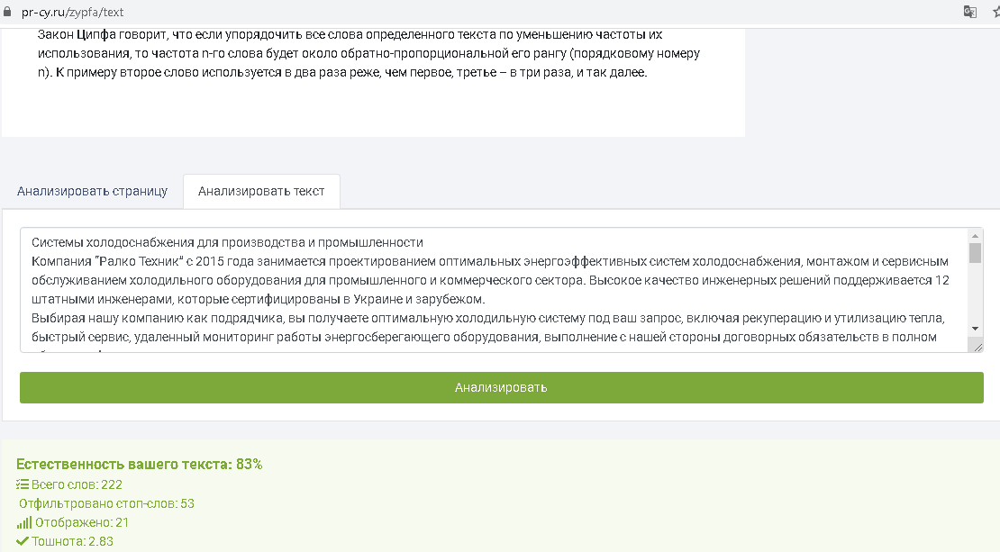 pr-cy.ru/zypfa/text
Закон Ципфа говорит, что если упорядочить все слова определенного текста по уменьшению частоты их
использования, то частота n-го слова будет около обратно-пропорциональной его рангу (порядковому номеру
n). К примеру второе слово используется в два раза реже, чем первое, третье – в три раза, и так далее.
Анализировать страницу
Анализировать текст
Системы холодоснабжения для производства и промышленности
Компания "Ралко Техник" с 2015 года занимается проектированием оптимальных энергоэффективных систем холодоснабжения, монтажом и сервисным
обслуживанием холодильного оборудования для промышленного и коммерческого сектора. Высокое качество инженерных решений поддерживается 12
штатными инженерами, которые сертифицированы в Украине и зарубежом.
Выбирая нашу компанию как подрядчика, вы получаете оптимальную холодильную систему под ваш запрос, включая рекуперацию и утилизацию тепла,
быстрый сервис, удаленный мониторинг работы энергосберегающего оборудования, выполнение с нашей стороны договорных обязательств в полном
Анализировать
Естественность вашего текста: 83%
Всего слов: 222
Отфильтровано стоп-слов: 53
Отображено: 21
Тошнота: 2.83